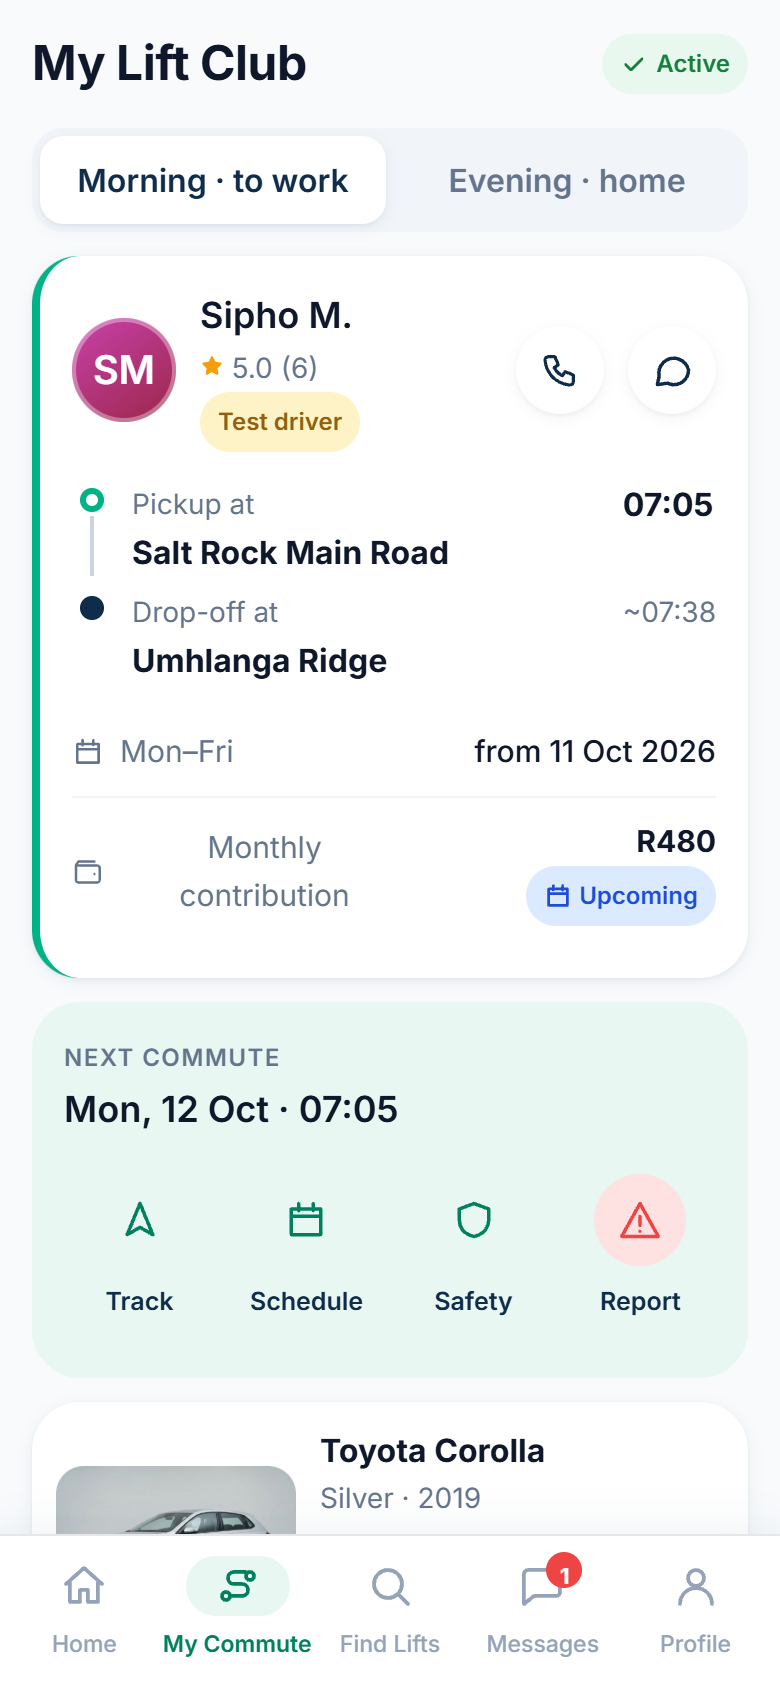 My Lift Club
Active
Morning · to work
Evening · home
SM
Sipho M.
5.0 (6)
Test driver
Pickup at
07:05
Salt Rock Main Road
Drop-off at
~07:38
Umhlanga Ridge
Mon–Fri
from 11 Oct 2026
Monthly
contribution
R480
Upcoming
NEXT COMMUTE
Mon, 12 Oct · 07:05
Track
Schedule
Safety
Report
Toyota Corolla
Silver · 2019
1
Home
My Commute
Find Lifts
Messages
Profile